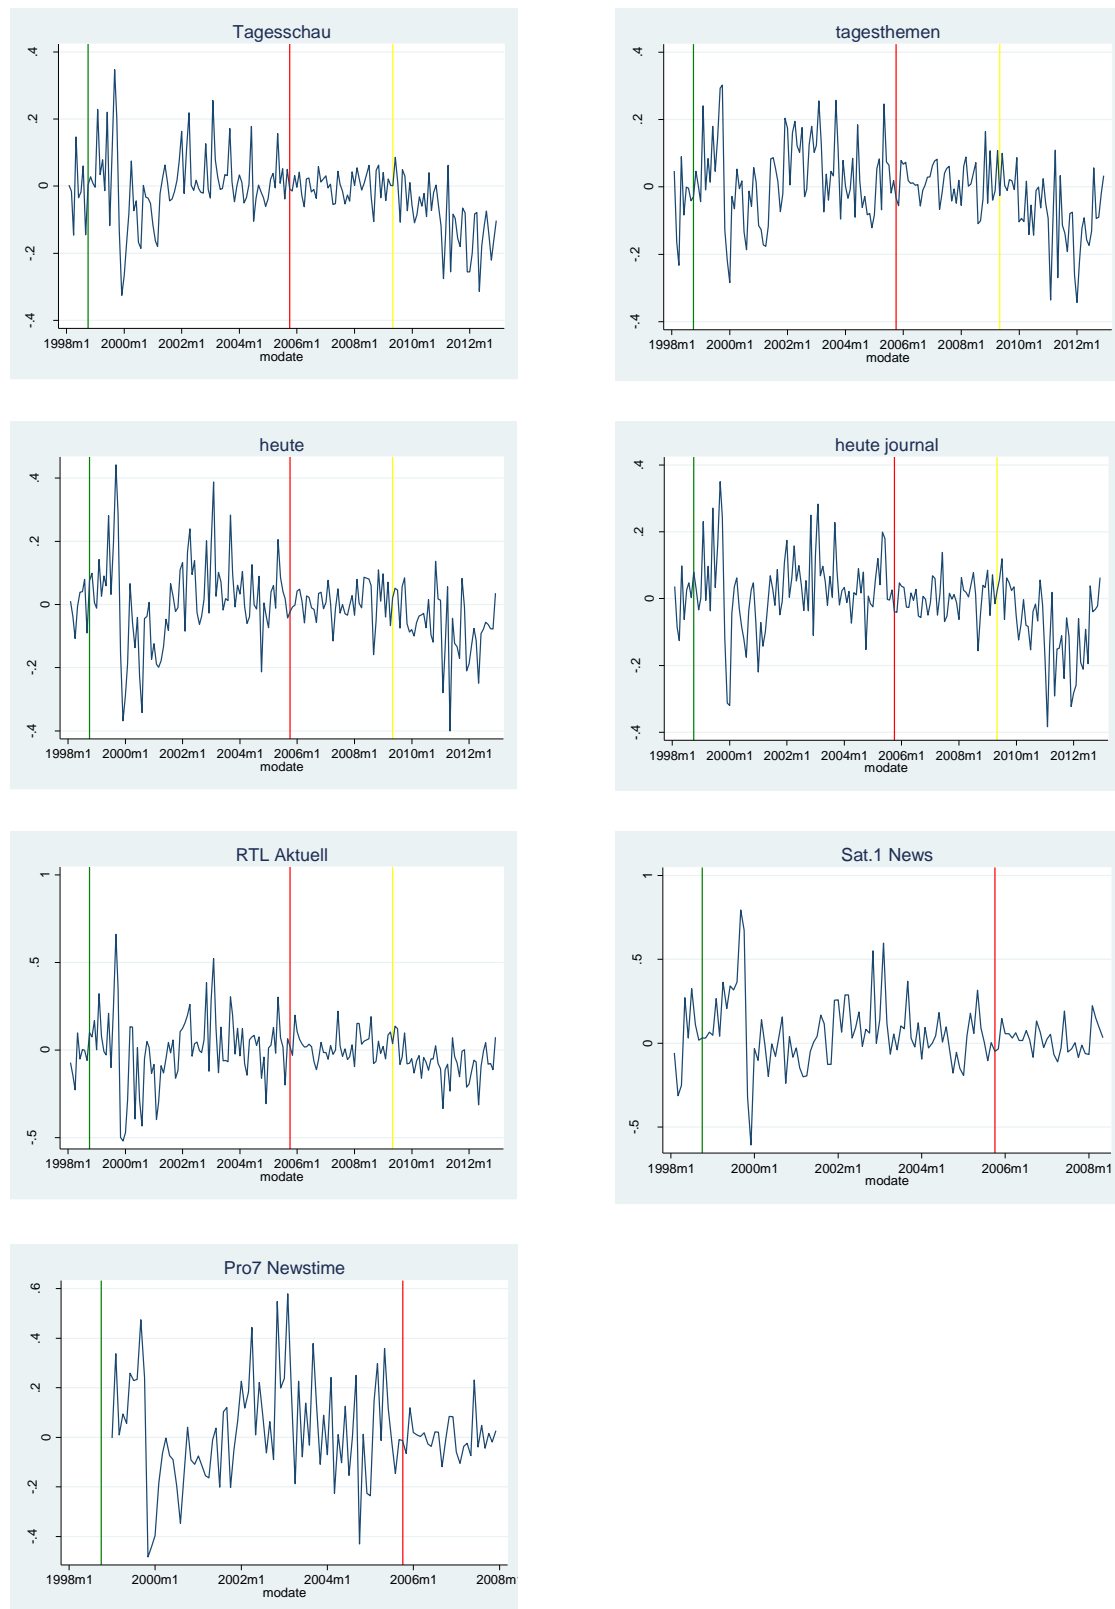 Tagesschau
.4
.2
0
-.2
-.4
1998m1 2000m1 2002m1 2004m1 2006m1 2008m1 2010m1 2012m1
modate
tagesthemen
.4
.2
0
-.2
-.4
1998m1 2000m1 2002m1 2004m1 2006m1 2008m1 2010m1 2012m1
modate
heute
.4
.2
0
-.2
-.4
1998m1 2000m1 2002m1 2004m1 2006m1 2008m1 2010m1 2012m1
modate
heute journal
.4
.2
0
-.2
-.4
1998m1 2000m1 2002m1 2004m1 2006m1 2008m1 2010m1 2012m1
modate
RTL Aktuell
1
.5
0
-.5
1998m1 2000m1 2002m1 2004m1 2006m1 2008m1 2010m1 2012m1
modate
Sat.1 News
1
.5
0
-.5
1998m1 2000m1 2002m1 2004m1 2006m1 2008m1
modate
Pro7 Newstime
.6
.4
.2
0
-.2
-.4
1998m1 2000m1 2002m1 2004m1 2006m1 2008m
modate